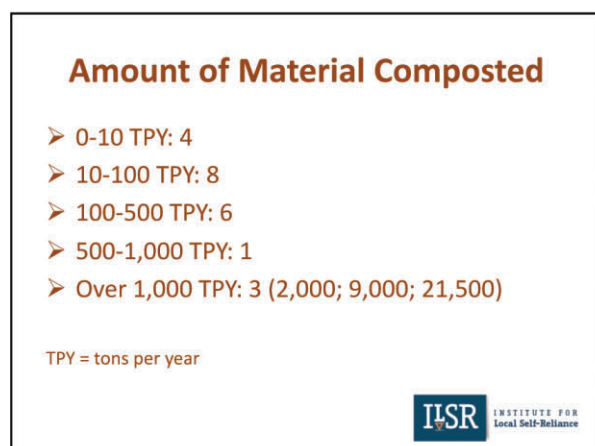 Amount of Material Composted
➢ 0-10 TPY: 4
➢ 10-100 TPY: 8
➢ 100-500 TPY: 6
➢ 500-1,000 TPY: 1
➢ Over 1,000 TPY: 3 (2,000; 9,000; 21,500)
TPY = tons per year
ILSR
INSTITUTE FOR
Local Self-Reliance